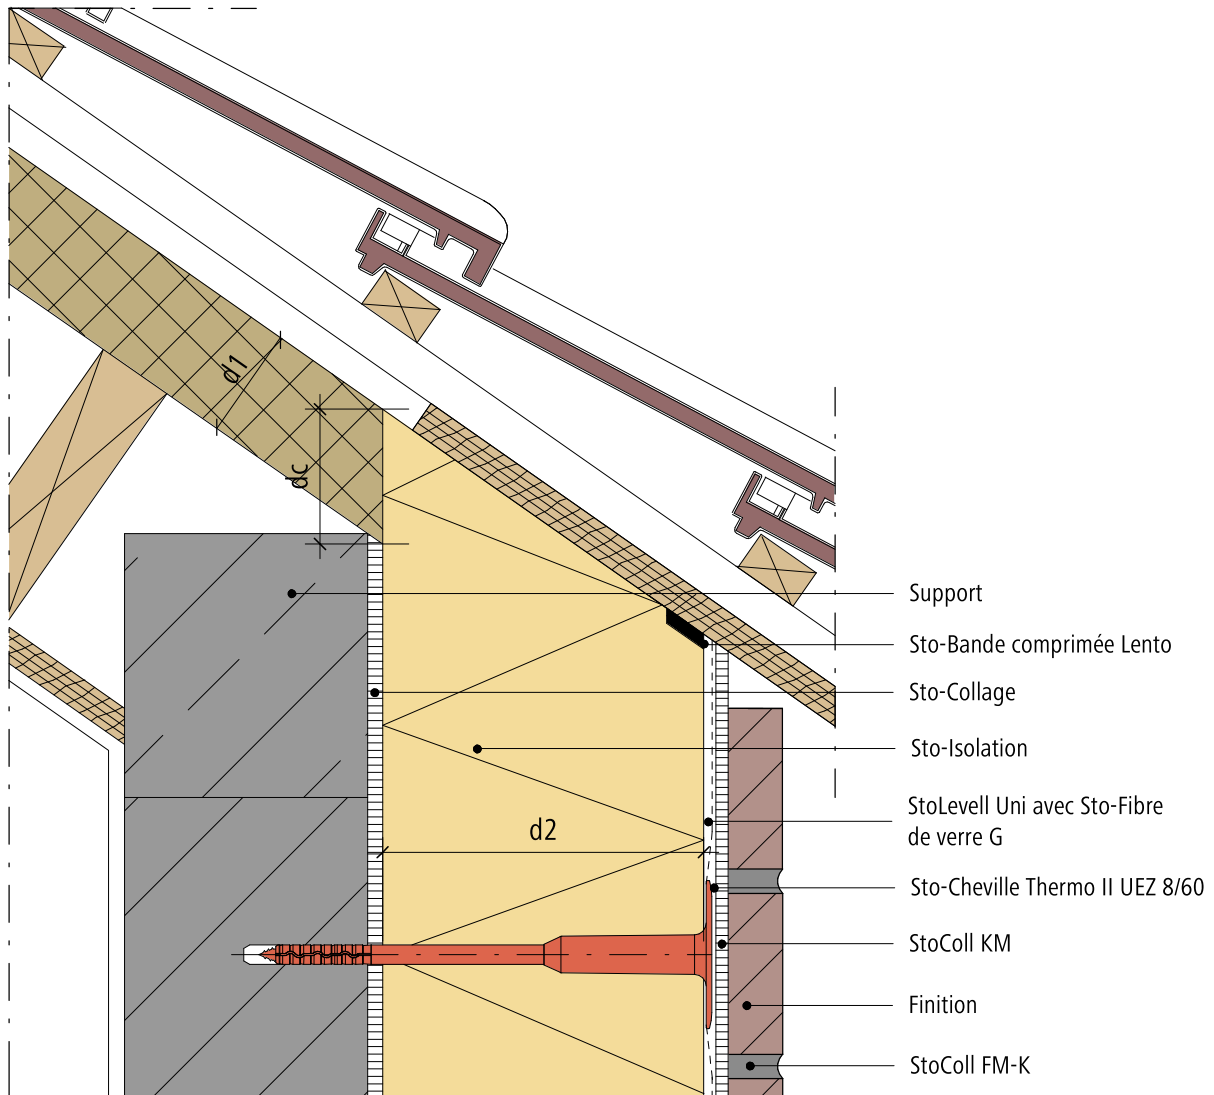 d1
dc
Support
Sto-Bande comprimée Lento
Sto-Collage
Sto-Isolation
StoLevell Uni avec Sto-Fibre
de verre G
d2
Sto-Cheville Thermo II UEZ 8/60
StoColl KM
Finition
StoColl FM-K